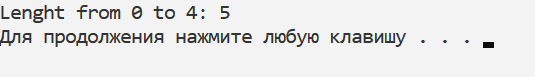 Lenght from 0 to 4: 5
Для продолжения нажмите любую клавишу . . .